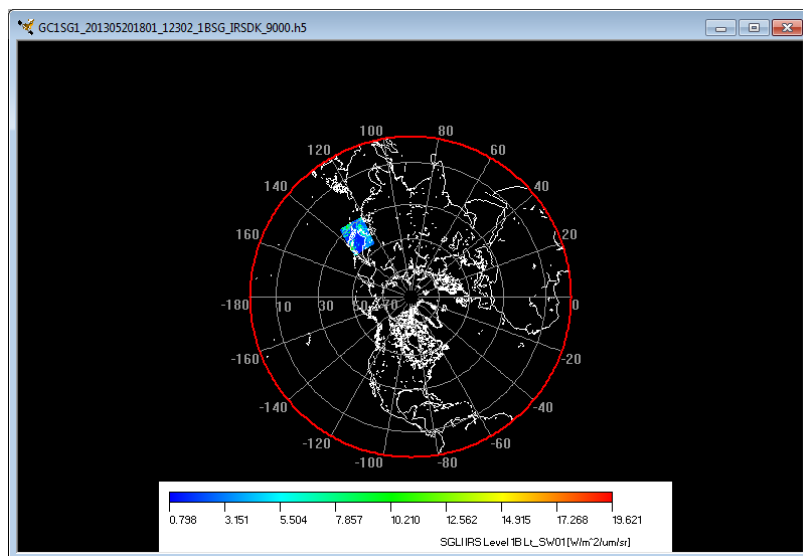 GC1SG1_201305201801_12302_1BSG_IRSDK_9000.h5
100 80
120 60
140 40
160 20
-180 10 30 70 0
-160 -20
-140 -40
-120 -60
-100 -80
0.798 3.151 5.504 7.857 10.210 12.562 14.915 17.268 19.621
SGLI IRS Level 1B Lt_SW01[W/m^2/um/sr]